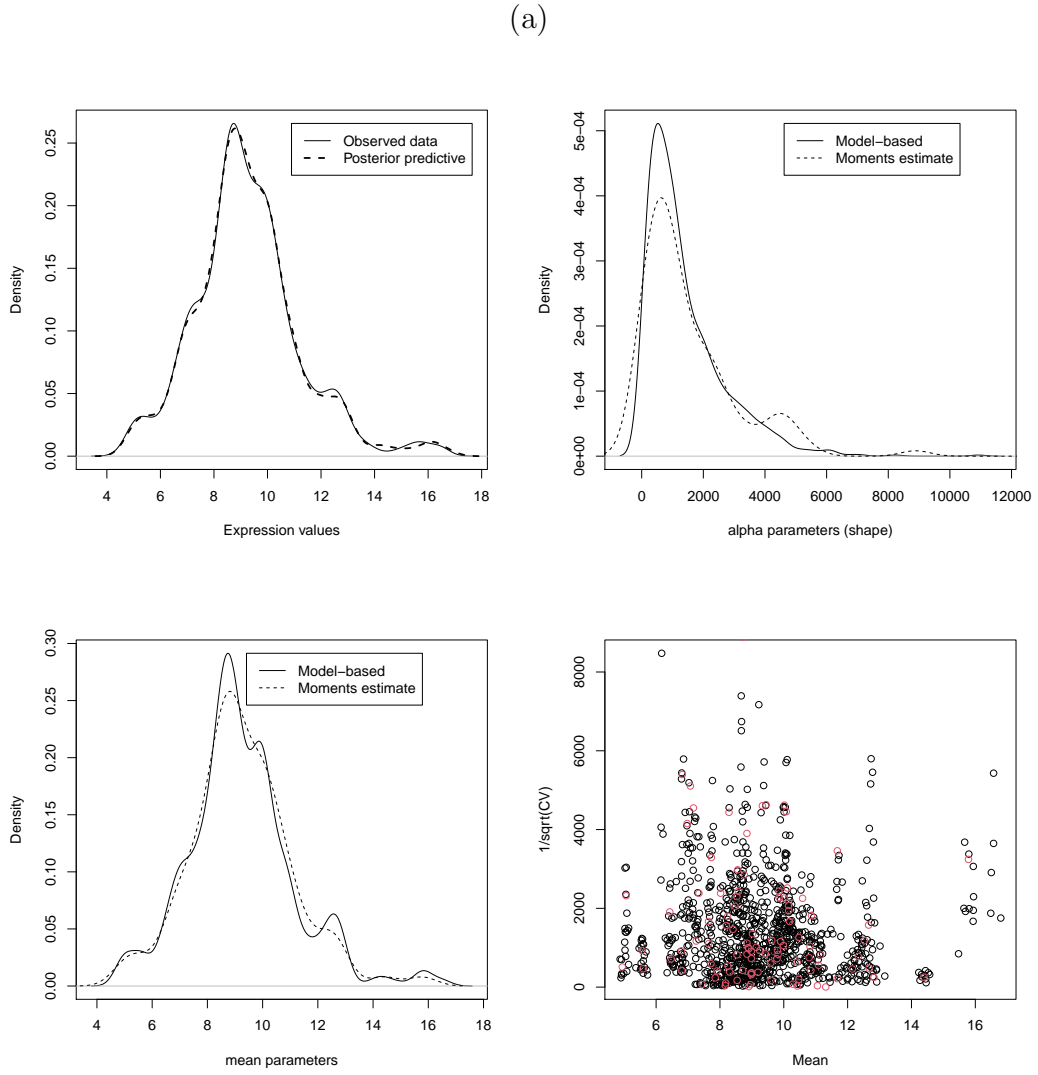 (a)
Density
0.00 0.05 0.10 0.15 0.20 0.25
Observed data
Posterior predictive
4 6 8 10 12 14 16 18
Expression values
Density
0e+00 1e−04 2e−04 3e−04 4e−04 5e−04
Model−based
Moments estimate
0 2000 4000 6000 8000 10000 12000
alpha parameters (shape)
Density
0.00 0.05 0.10 0.15 0.20 0.25 0.30
Model−based
Moments estimate
4 6 8 10 12 14 16 18
mean parameters
1/sqrt(CV)
0 2000 4000 6000 8000
6 8 10 12 14 16
Mean